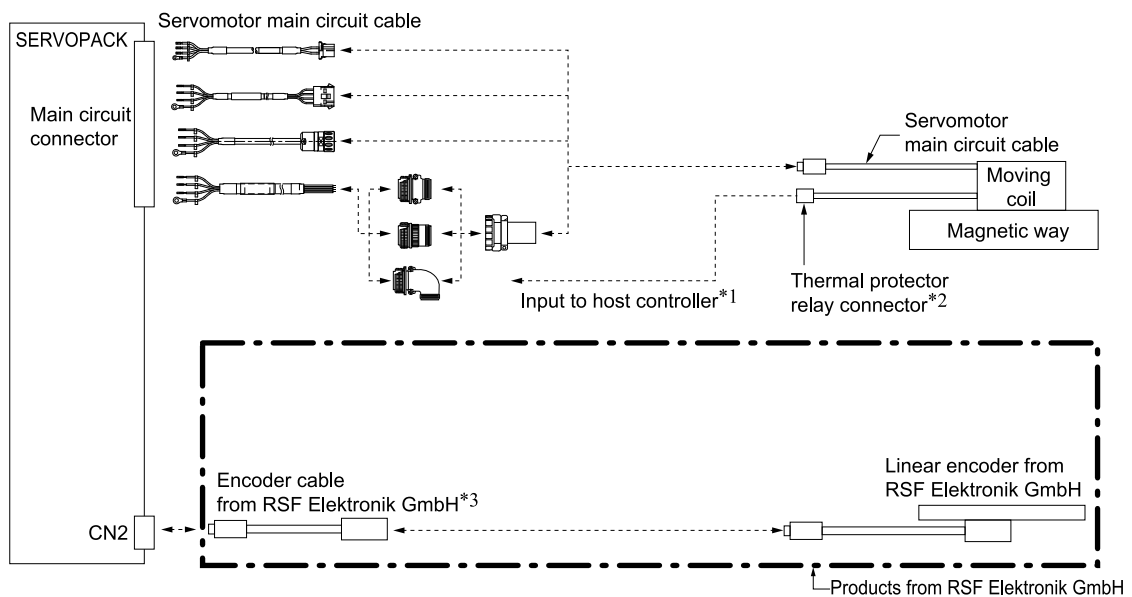 Servomotor main circuit cable
SERVOPACK
Main circuit
connector
Servomotor
main circuit cable
Moving
coil
Magnetic way
Input to host controller*1
Thermal protector
relay connector*2
Encoder cable
from RSF Elektronik GmbH*3
Linear encoder from
RSF Elektronik GmbH
CN2
Products from RSF Elektronik GmbH